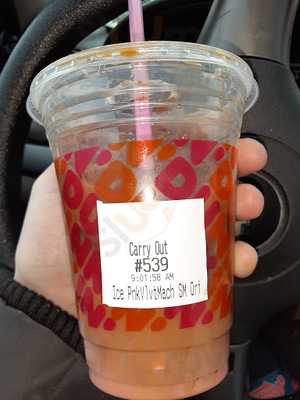 Carry Out
#539
9:01:58 AM
Ice PnkVlvtMach SM Ori